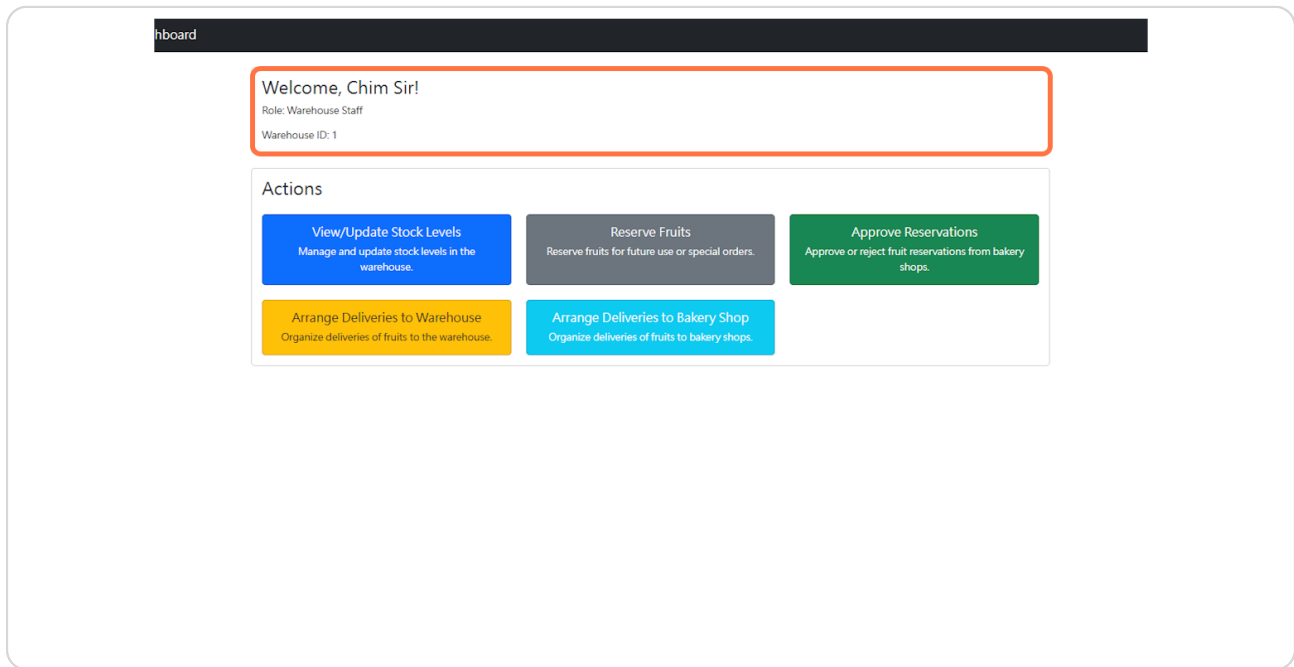 hboard
Welcome, Chim Sir!
Role: Warehouse Staff
Warehouse ID: 1
Actions
View/Update Stock Levels
Manage and update stock levels in the
warehouse.
Reserve Fruits
Reserve fruits for future use or special orders.
Approve Reservations
Approve or reject fruit reservations from bakery
shops.
Arrange Deliveries to Warehouse
Organize deliveries of fruits to the warehouse.
Arrange Deliveries to Bakery Shop
Organize deliveries of fruits to bakery shops.